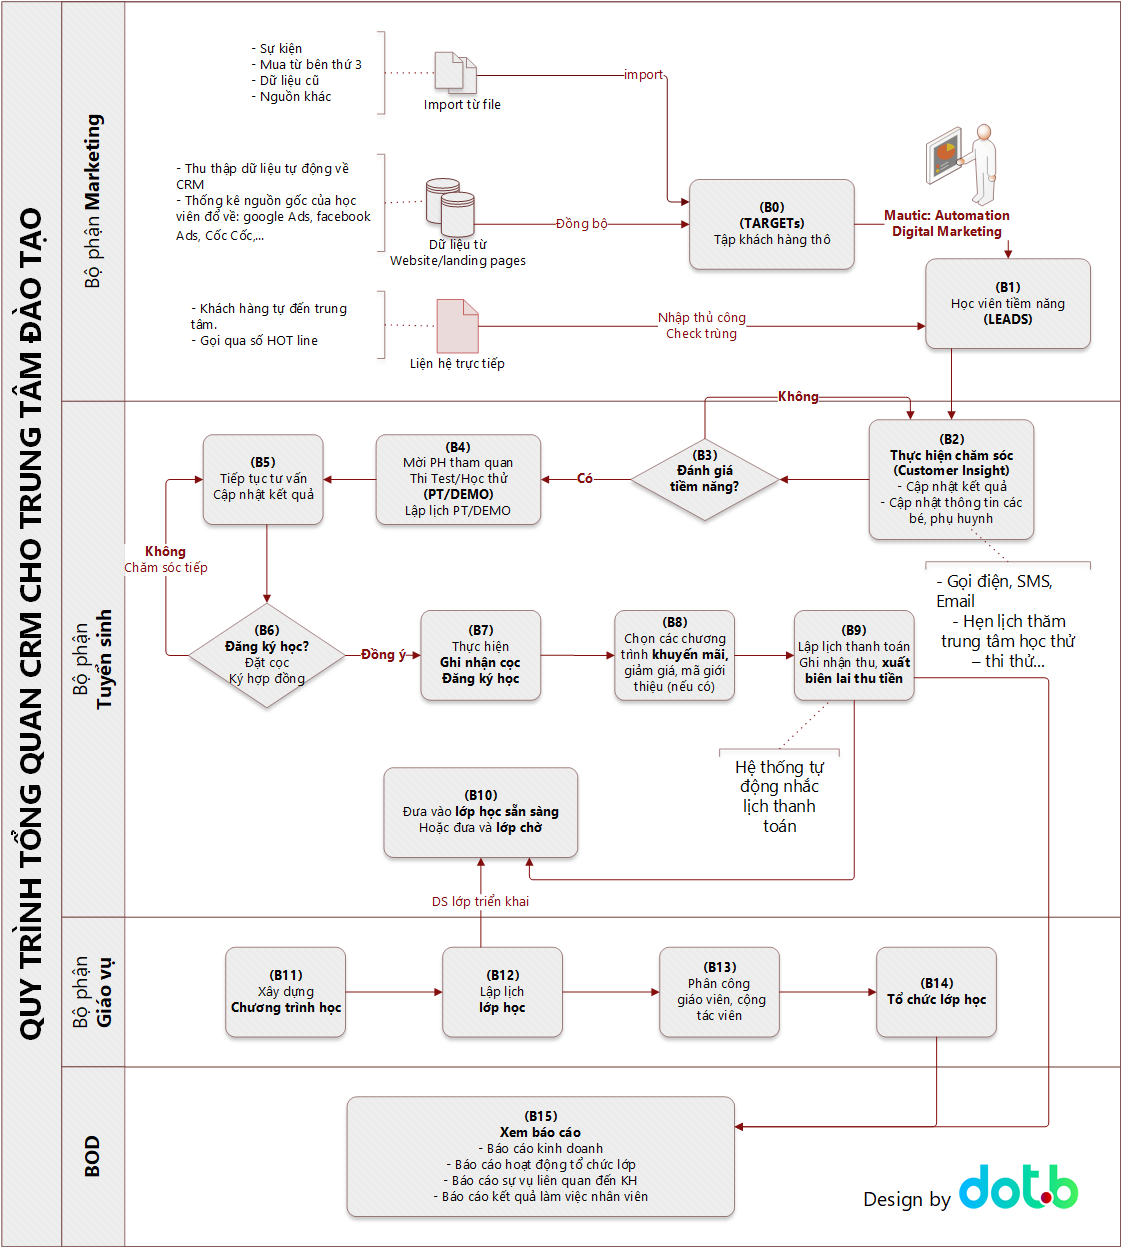 QUY TRÌNH TỔNG QUAN CRM CHO TRUNG TÂM ĐÀO TẠO
Bộ phận Marketing
- Sự kiện
- Mua từ bên thứ 3
- Dữ liệu cũ
- Nguồn khác
Import từ file
import
- Thu thập dữ liệu tự động về
CRM
- Thống kê nguồn gốc của học
viên đổ về: google Ads, facebook
Ads, Cốc Cốc,...
Dữ liệu từ
Website/landing pages
Đồng bộ
(B0)
(TARGETs)
Tập khách hàng thô
Mautic: Automation
Digital Marketing
(B1)
Học viên tiềm năng
(LEADS)
- Khách hàng tự đến trung
tâm.
- Gọi qua số HOT line
Liên hệ trực tiếp
Nhập thủ công
Check trùng
Bộ phận
Tuyển sinh
Không
(B2)
Thực hiện chăm sóc
(Customer Insight)
- Cập nhật kết quả
- Cập nhật thông tin các
bé, phụ huynh
(B3)
Đánh giá
tiềm năng?
Có
(B4)
Mời PH tham quan
Thi Test/Học thử
(PT/DEMO)
Lập lịch PT/DEMO
(B5)
Tiếp tục tư vấn
Cập nhật kết quả
Không
Chăm sóc tiếp
- Gọi điện, SMS,
Email
- Hẹn lịch thăm
trung tâm học thử
– thi thử...
(B6)
Đăng ký học?
Đặt cọc
Ký hợp đồng
Đồng ý
(B7)
Thực hiện
Ghi nhận cọc
Đăng ký học
(B8)
Chọn các chương
trình khuyến mãi,
giảm giá, mã giới
thiệu (nếu có)
(B9)
Lập lịch thanh toán
Ghi nhận thu, xuất
biên lai thu tiền
Hệ thống tự
động nhắc
lịch thanh
toán
(B10)
Đưa vào lớp học sẵn sàng
Hoặc đưa và lớp chờ
DS lớp triển khai
Bộ phận
Giáo vụ
(B11)
Xây dựng
Chương trình học
(B12)
Lập lịch
lớp học
(B13)
Phân công
giáo viên, cộng
tác viên
(B14)
Tổ chức lớp học
BOD
(B15)
Xem báo cáo
- Báo cáo kinh doanh
- Báo cáo hoạt động tổ chức lớp
- Báo cáo sự vụ liên quan đến KH
- Báo cáo kết quả làm việc nhân viên
Design by dot.b